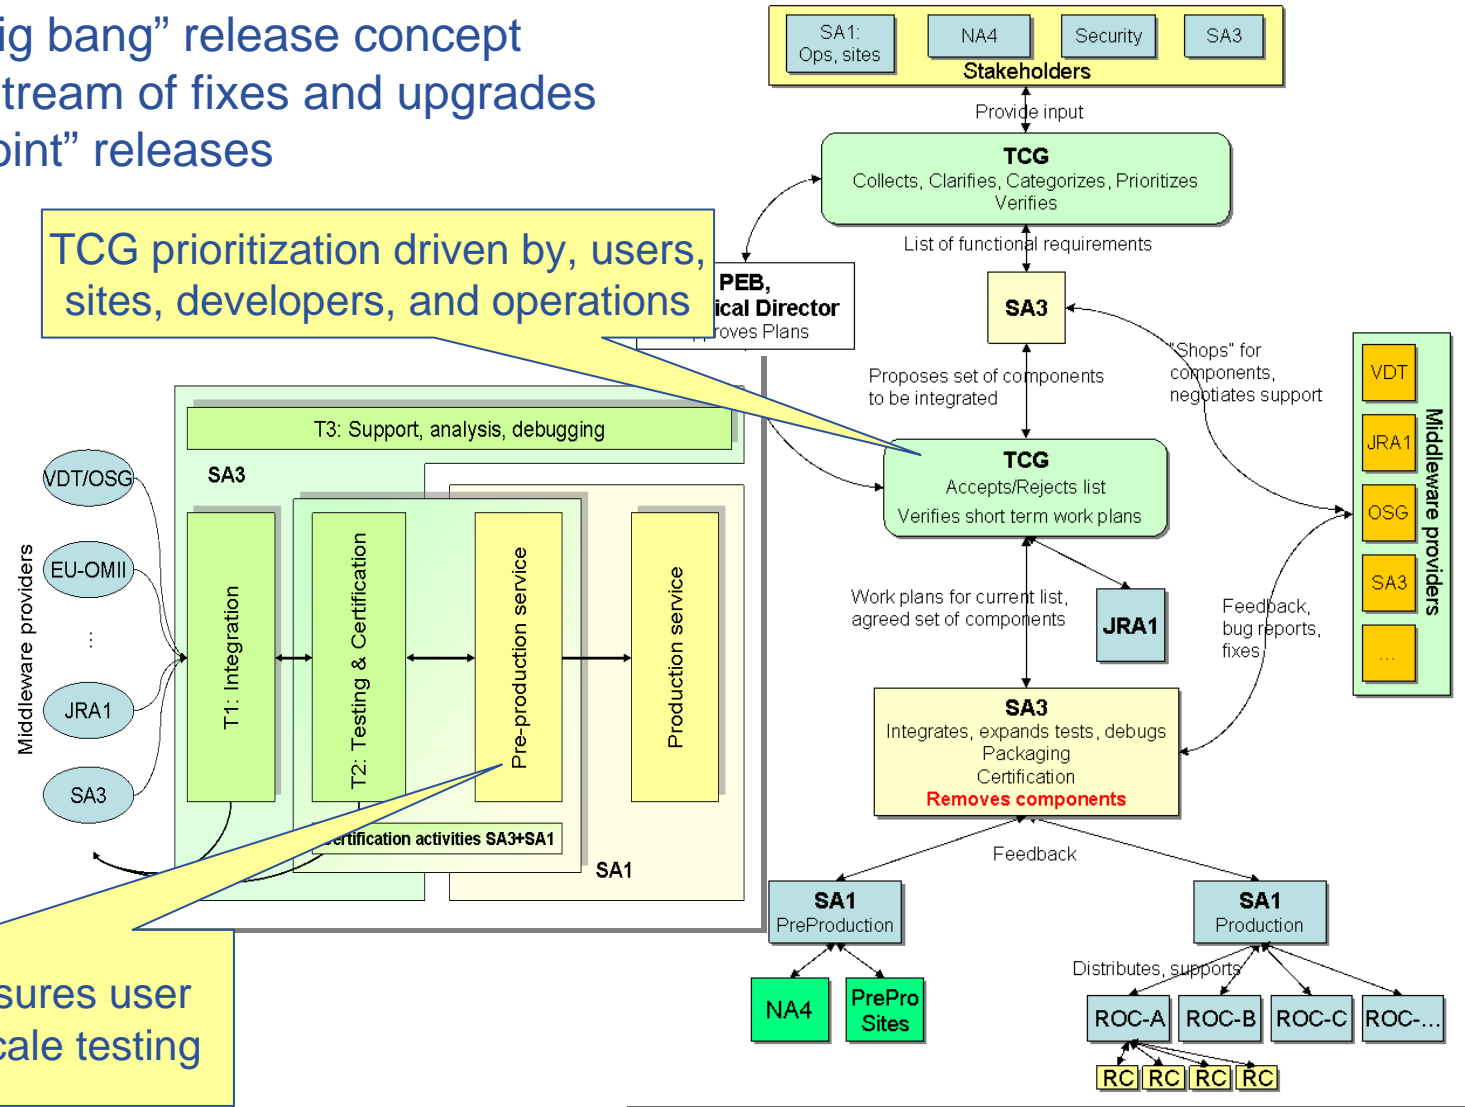 ig bang” release concept
tream of fixes and upgrades
oint” releases
TCG prioritization driven by, users,
sites, developers, and operations
SA1:
Ops, sites
NA4
Security
SA3
Stakeholders
Provide input
TCG
Collects, Clarifies, Categorizes, Prioritizes
Verifies
List of functional requirements
PEB,
ical Director
proves Plans
SA3
"Shops" for
components,
negotiates support
Proposes set of components
to be integrated
TCG
Accepts/Rejects list
Verifies short term work plans
Work plans for current list,
agreed set of components
JRA1
Feedback,
bug reports,
fixes
VDT
JRA1
OSG
SA3
...
Middleware providers
SA3
Integrates, expands tests, debugs
Packaging
Certification
Removes components
Feedback
SA1
PreProduction
SA1
Production
NA4
PrePro
Sites
Distributes, supports
ROC-A
ROC-B
ROC-C
ROC-...
RC
RC
RC
RC
T3: Support, analysis, debugging
SA3
Middleware providers
VDT/OSG
EU-OMII
...
JRA1
SA3
T1: Integration
T2: Testing & Certification
Pre-production service
Production service
ertification activities SA3+SA1
SA1
sures user
cale testing